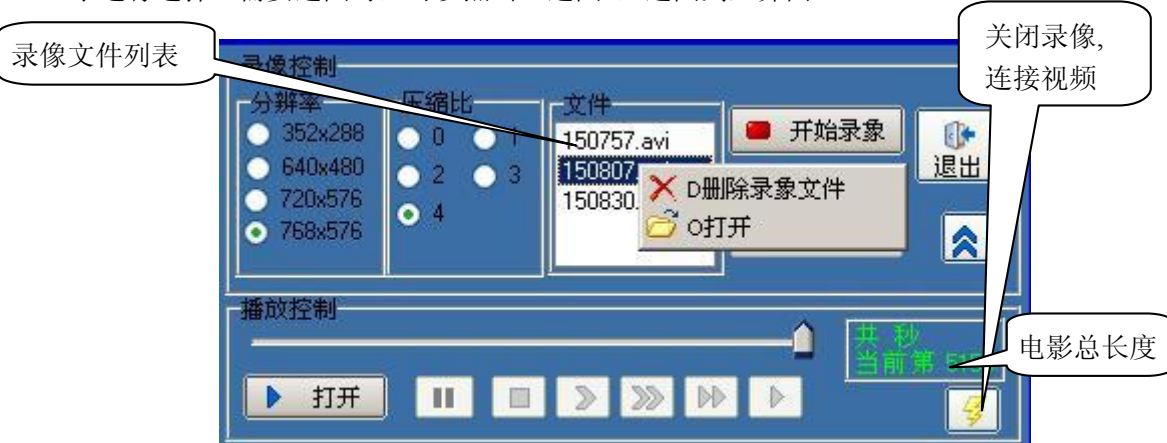 录像文件列表
关闭录像,
连接视频
录像控制
分辨率
压缩比
文件
352x288
640x480
720x576
768x576
0
1
2
3
4
150757.avi
150807
150830.
开始录象
退出
D删除录象文件
O打开
播放控制
共 秒
当前第
电影总长度
打开